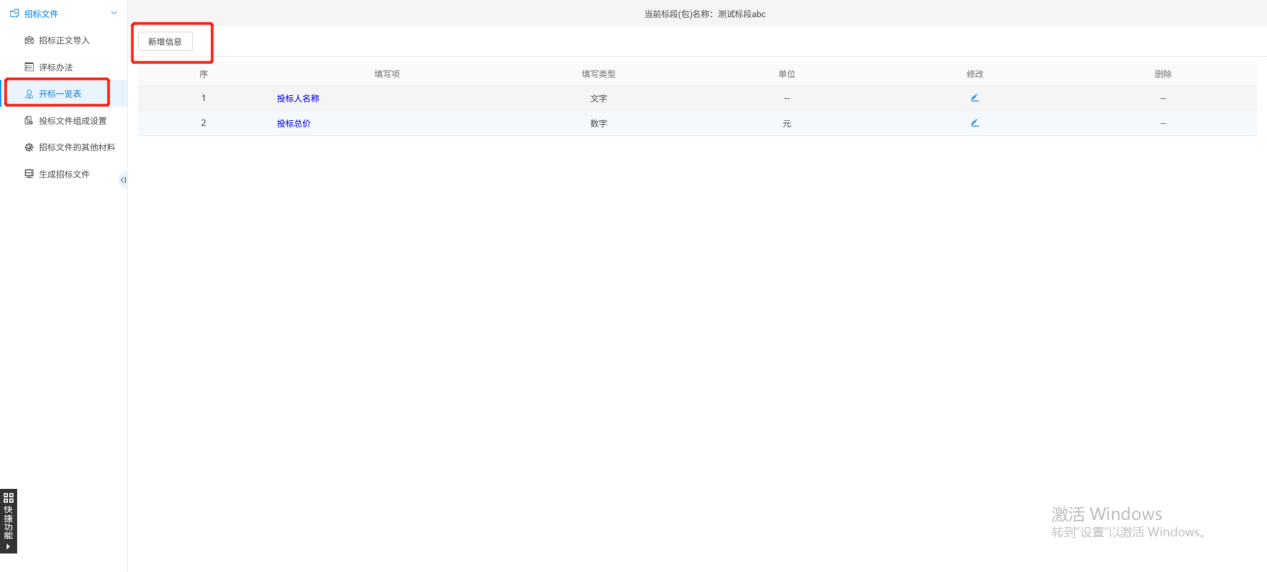 招标文件
当前标段(包)名称：测试标段abc
招标正文导入
评标办法
开标一览表
投标文件组成设置
招标文件的其他材料
生成招标文件
新增信息
序 填写项 填写类型 单位 修改 删除
1 投标人名称 文字 -- --
2 投标总价 数字 元 --
快捷功能
激活 Windows
转到"设置"以激活 Windows。